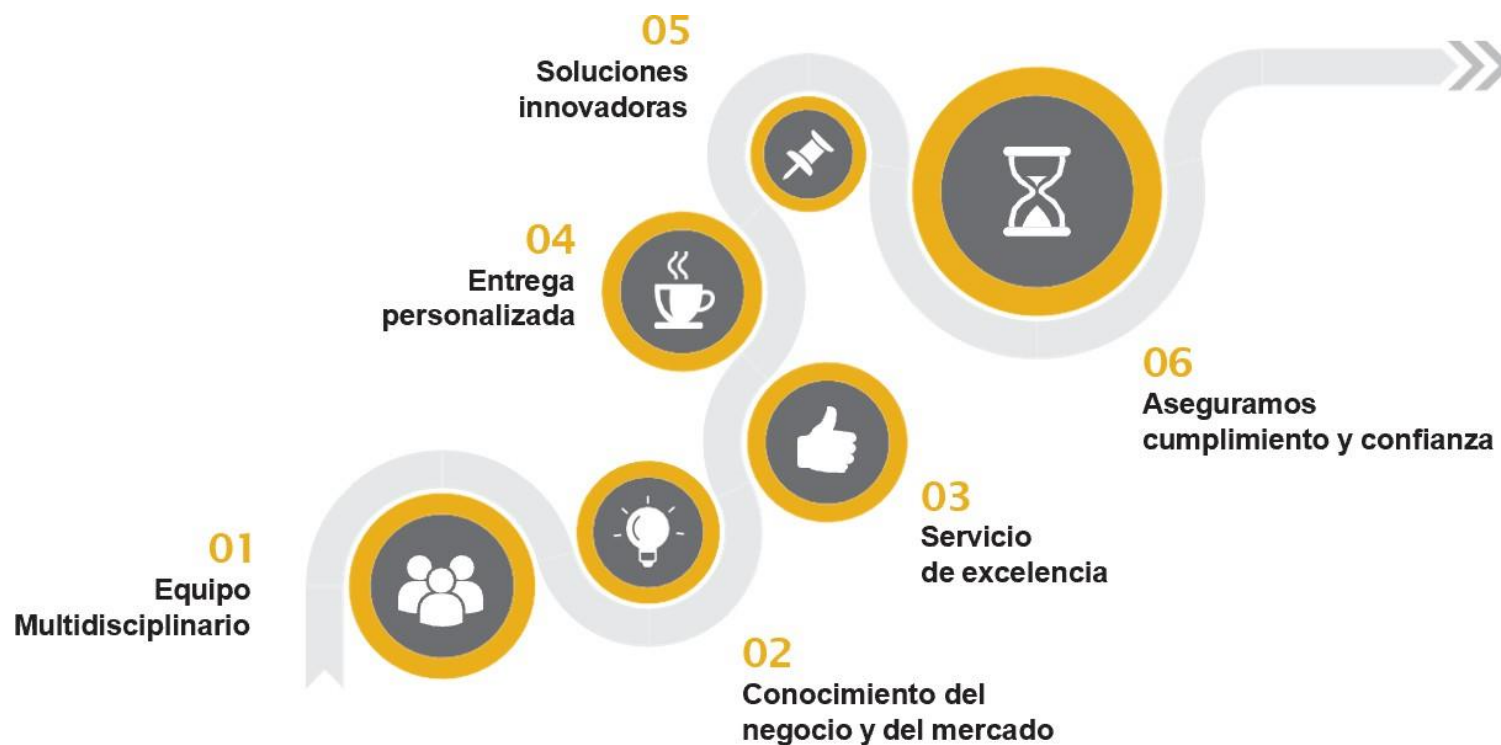 01
Equipo
Multidisciplinario
02
Conocimiento del
negocio y del mercado
03
Servicio
de excelencia
04
Entrega
personalizada
05
Soluciones
innovadoras
06
Aseguramos
cumplimiento y confianza